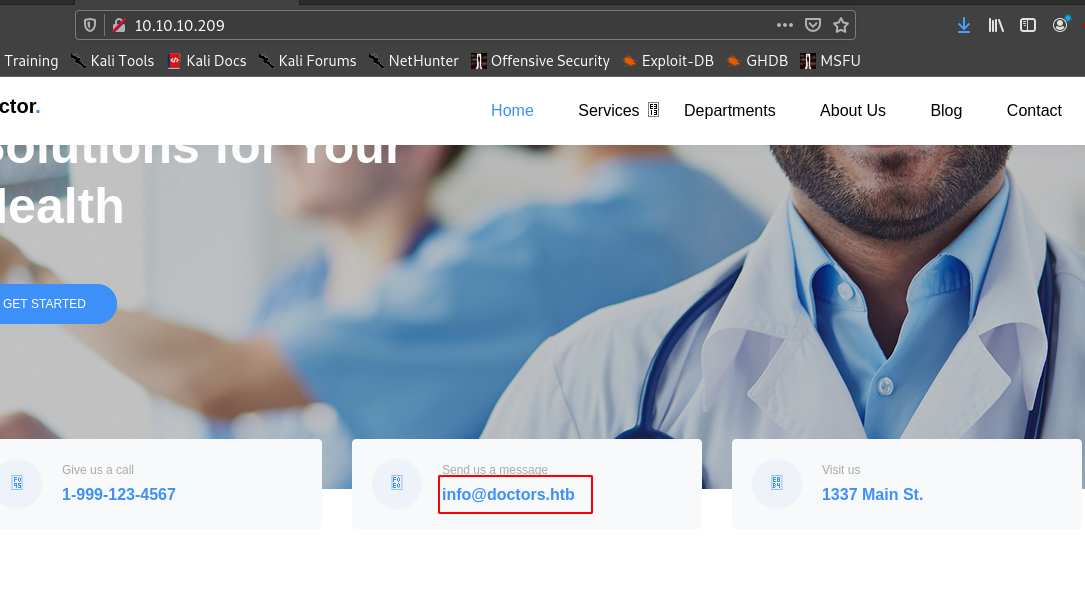 10.10.10.209
Training Kali Tools Kali Docs Kali Forums NetHunter Offensive Security Exploit-DB GHDB MSFU
ctor.
Home Services Departments About Us Blog Contact
Solutions for Your
Health
GET STARTED
Give us a call
1-999-123-4567
Send us a message
info@doctors.htb
Visit us
1337 Main St.